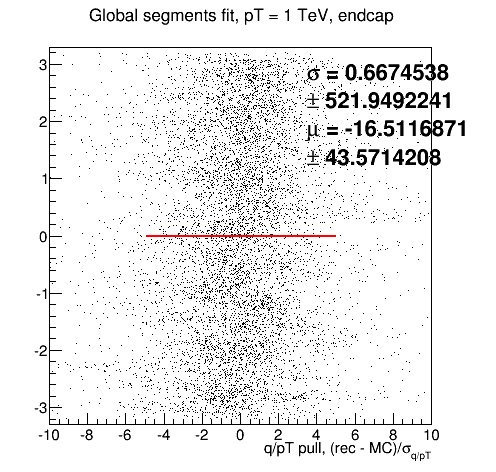 Global segments fit, pT = 1 TeV, endcap
σ = 0.6674538
± 521.9492241
μ = -16.5116871
± 43.5714208
3
2
1
0
-1
-2
-3
-10 -8 -6 -4 -2 0 2 4 6 8 10
q/pT pull, (rec - MC)/σq/pT